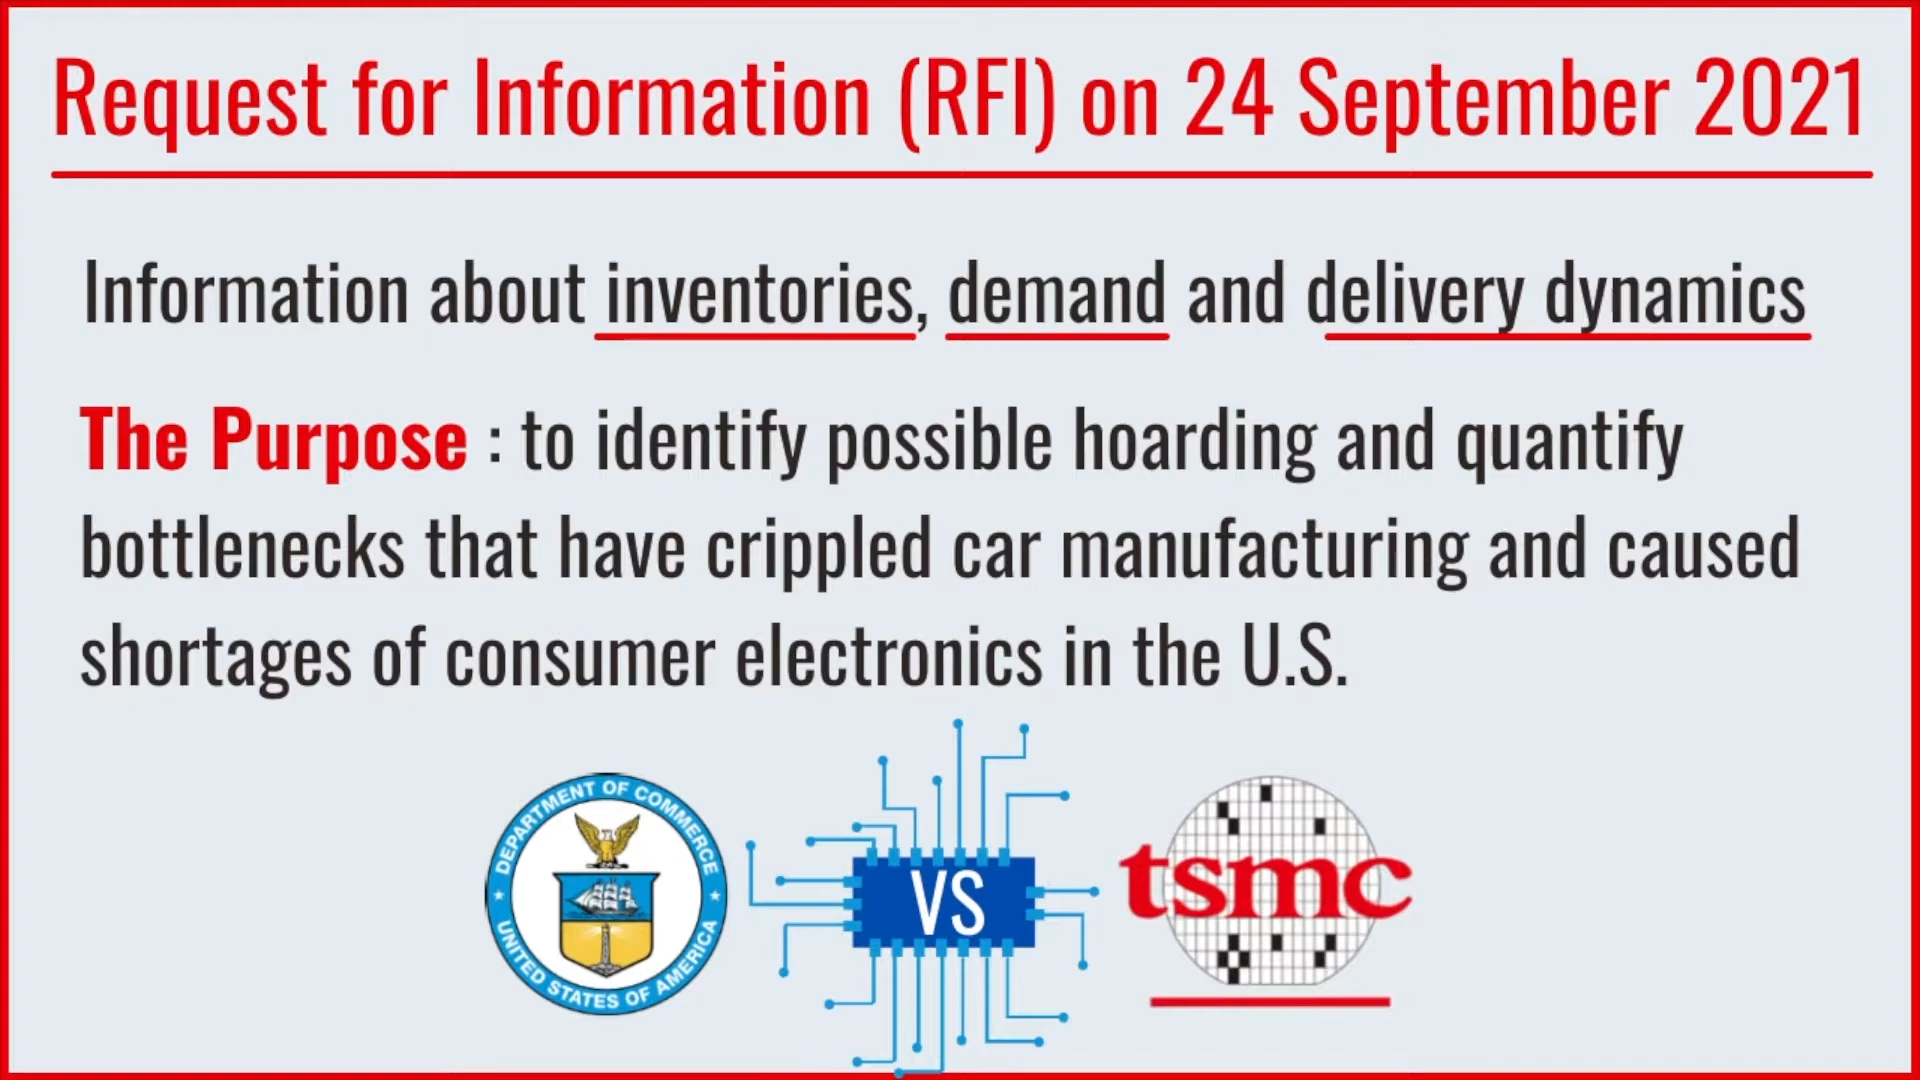 Request for Information (RFI) on 24 September 2021
Information about inventories, demand and delivery dynamics
The Purpose : to identify possible hoarding and quantify
bottlenecks that have crippled car manufacturing and caused
shortages of consumer electronics in the U.S.
DEPARTMENT OF COMMERCE
UNITED STATES OF AMERICA
VS
tsmc